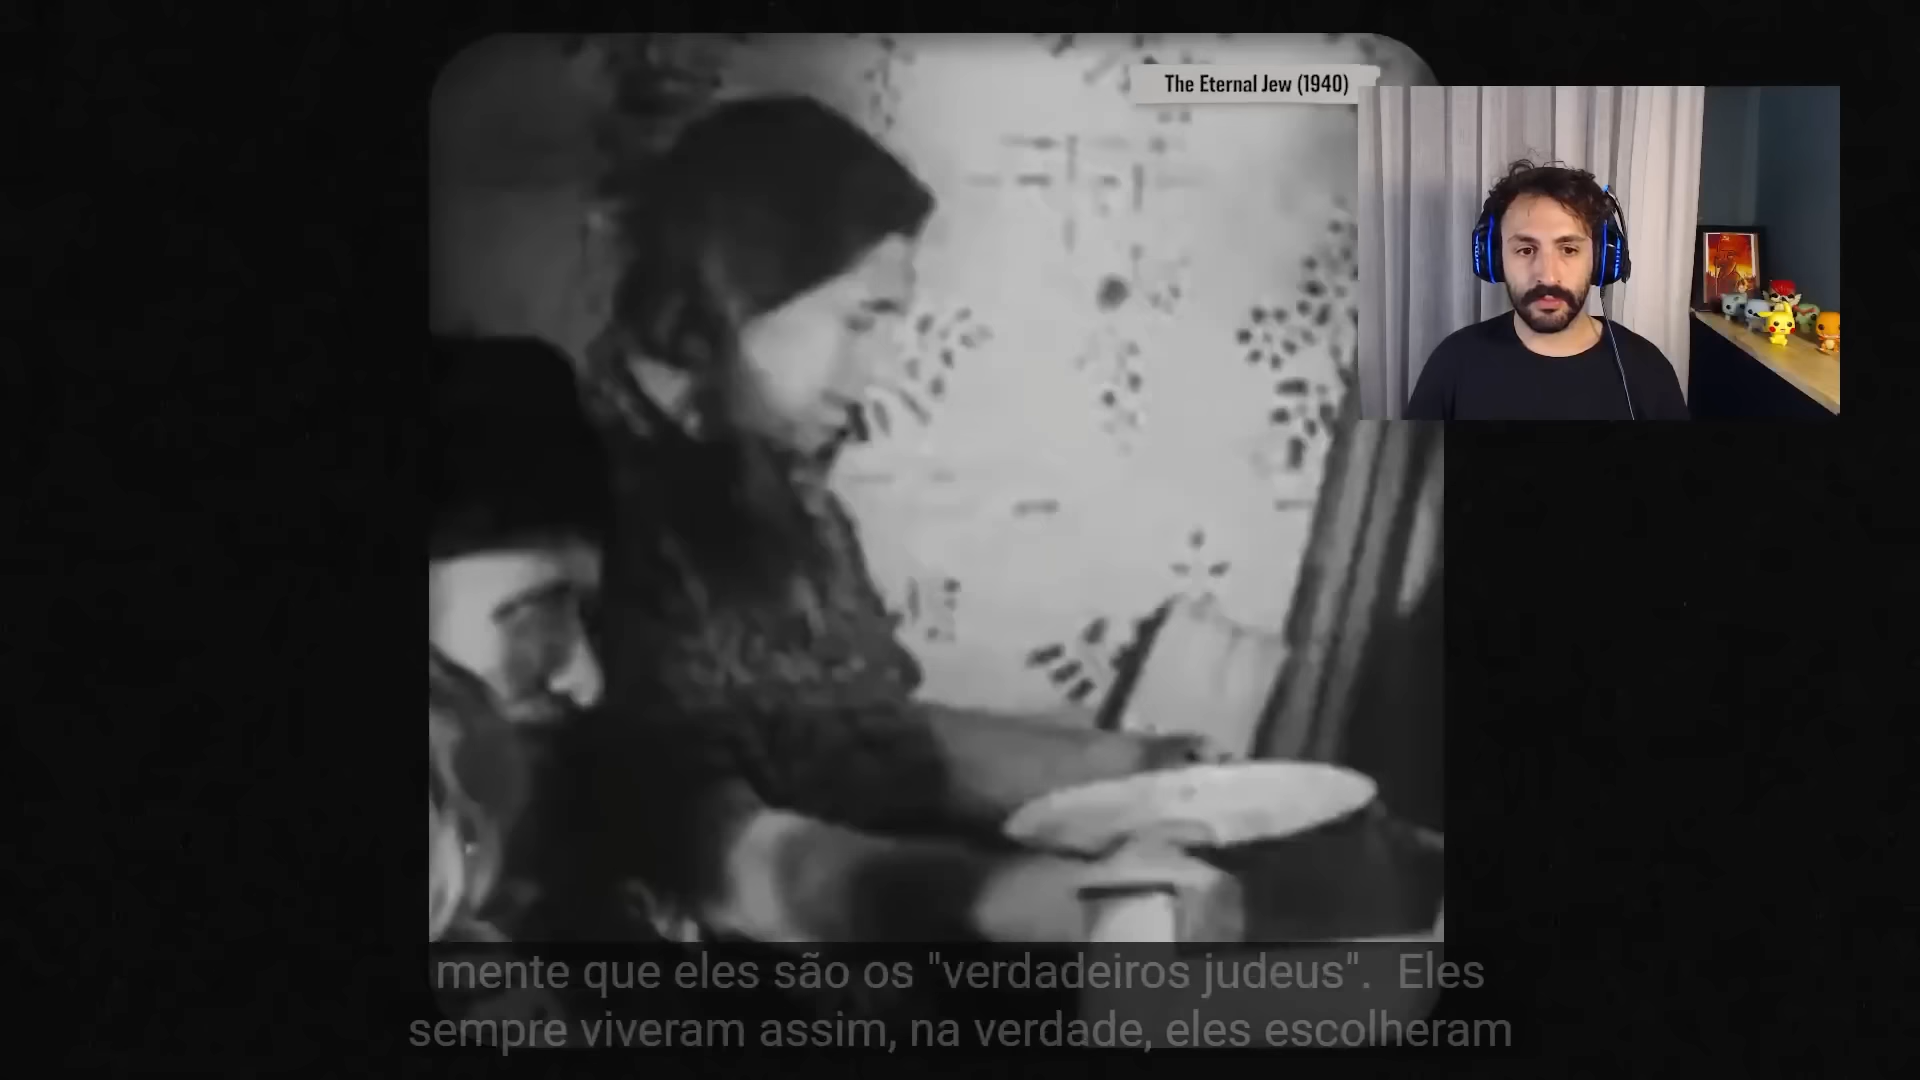 The Eternal Jew (1940)
mente que eles são os "verdadeiros judeus". Eles
sempre viveram assim, na verdade, eles escolheram